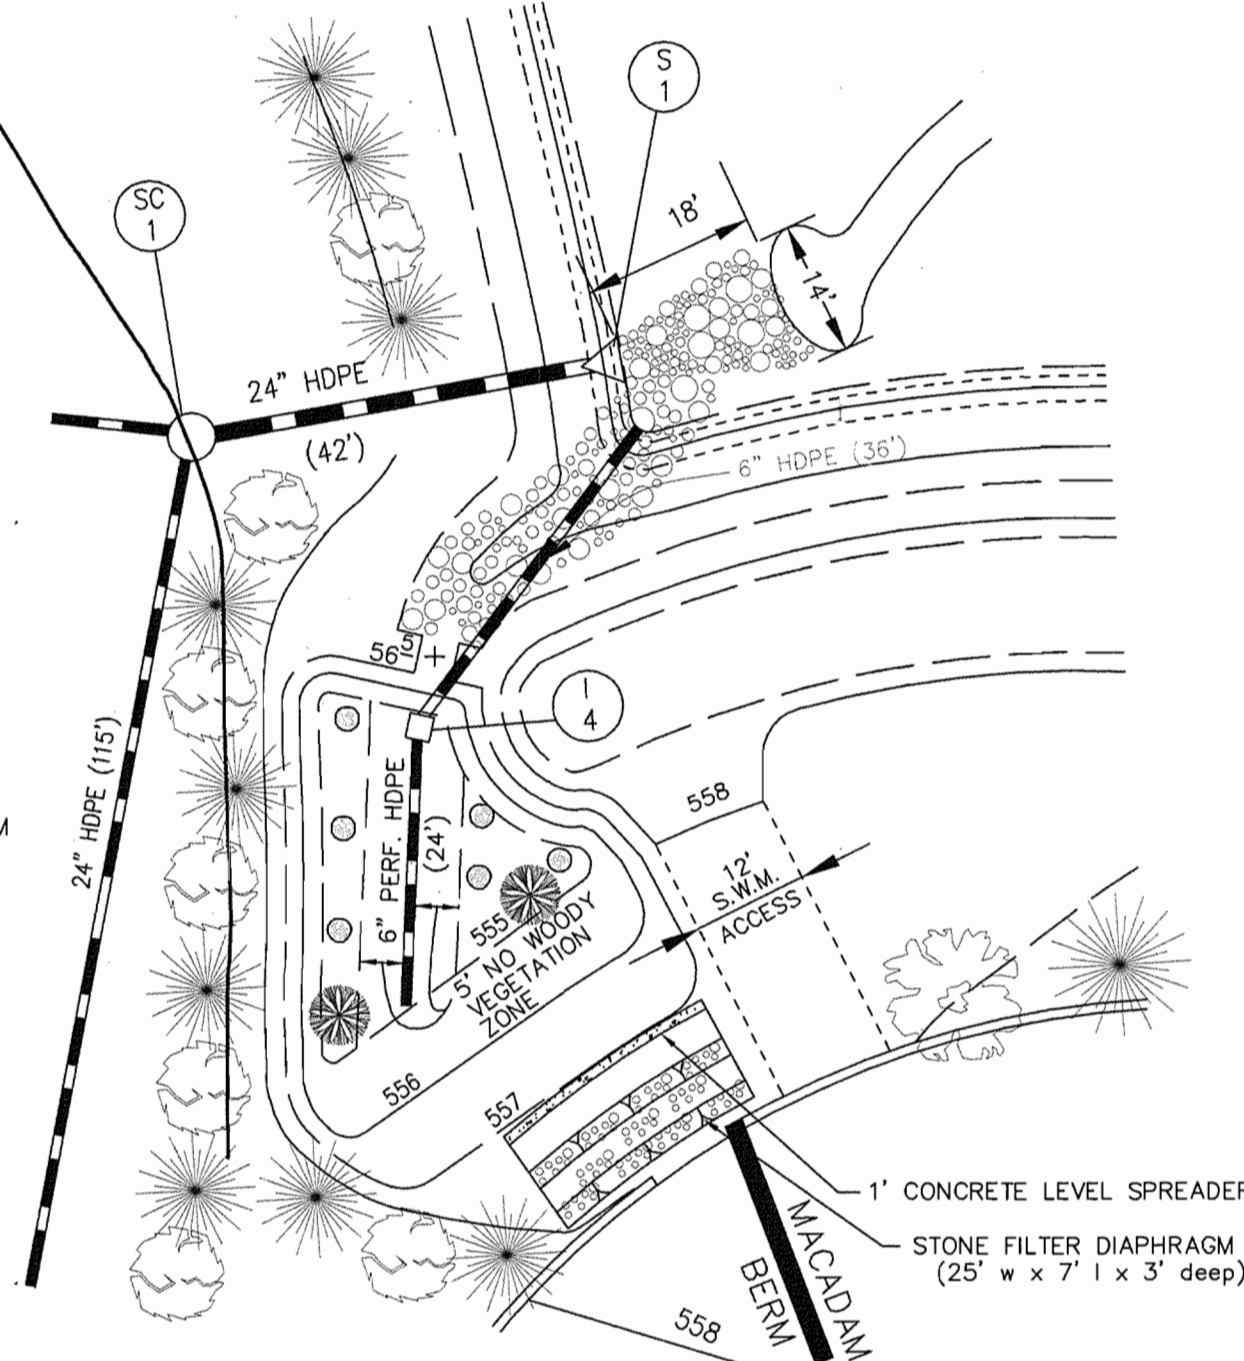 S
1
SC
1
18'
14'
24" HDPE
(42')
6" HDPE (36')
56
15
1
4
24" HDPE (115')
M
6" PERF. HDPE
(24')
558
12'
S.W.M.
ACCESS
555
5' NO WOODY
VEGETATION
ZONE
556
557
1' CONCRETE LEVEL SPREADER
STONE FILTER DIAPHRAGM
(25' w x 7' l x 3' deep)
MACADAM
BERM
558